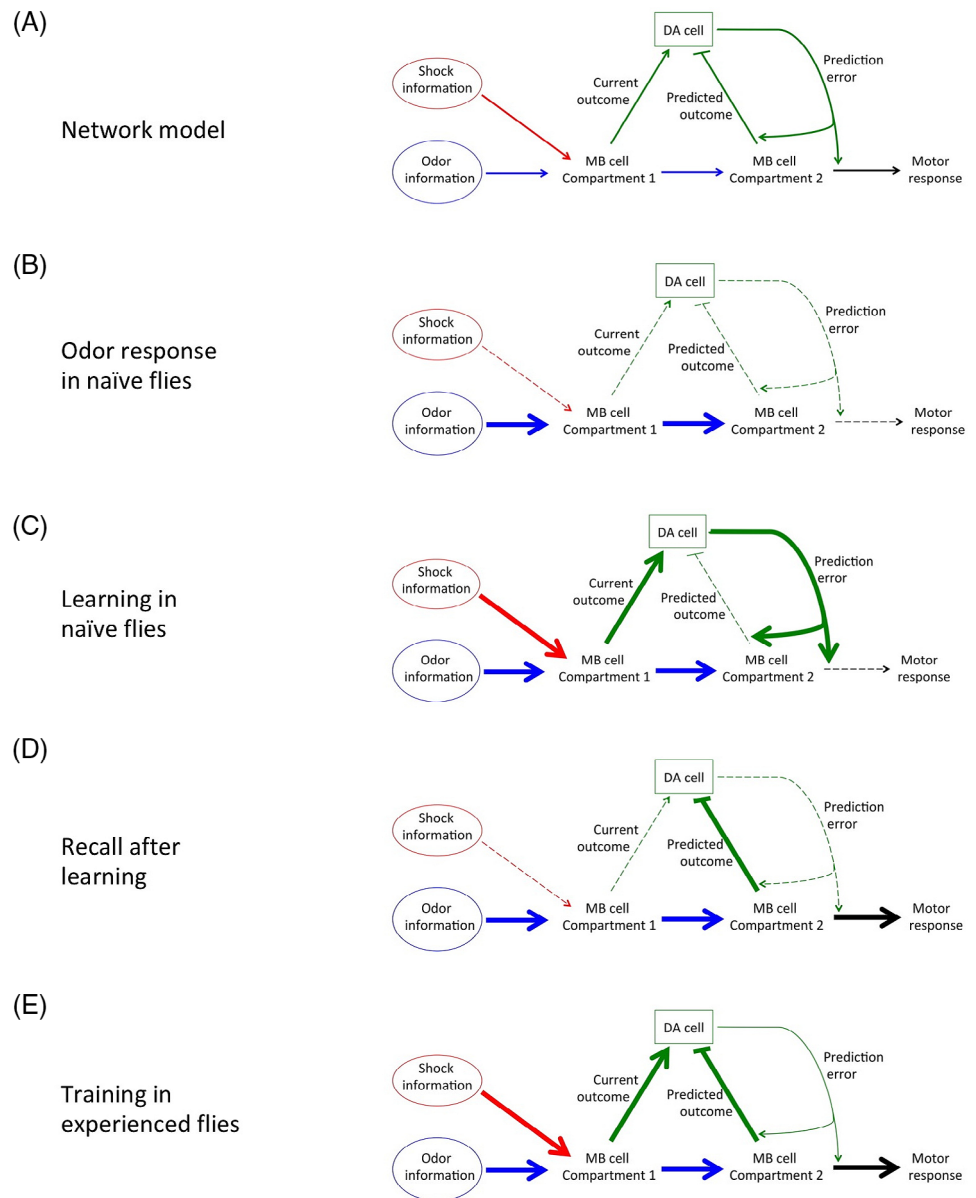 (A)
Network model
DA cell
Shock
information
Current
outcome
Predicted
outcome
Prediction
error
Odor
information
MB cell
Compartment 1
MB cell
Compartment 2
Motor
response
(B)
Odor response
in naïve flies
DA cell
Shock
information
Current
outcome
Predicted
outcome
Prediction
error
Odor
information
MB cell
Compartment 1
MB cell
Compartment 2
Motor
response
(C)
Learning in
naïve flies
DA cell
Shock
information
Current
outcome
Predicted
outcome
Prediction
error
Odor
information
MB cell
Compartment 1
MB cell
Compartment 2
Motor
response
(D)
Recall after
learning
DA cell
Shock
information
Current
outcome
Predicted
outcome
Prediction
error
Odor
information
MB cell
Compartment 1
MB cell
Compartment 2
Motor
response
(E)
Training in
experienced flies
DA cell
Shock
information
Current
outcome
Predicted
outcome
Prediction
error
Odor
information
MB cell
Compartment 1
MB cell
Compartment 2
Motor
response